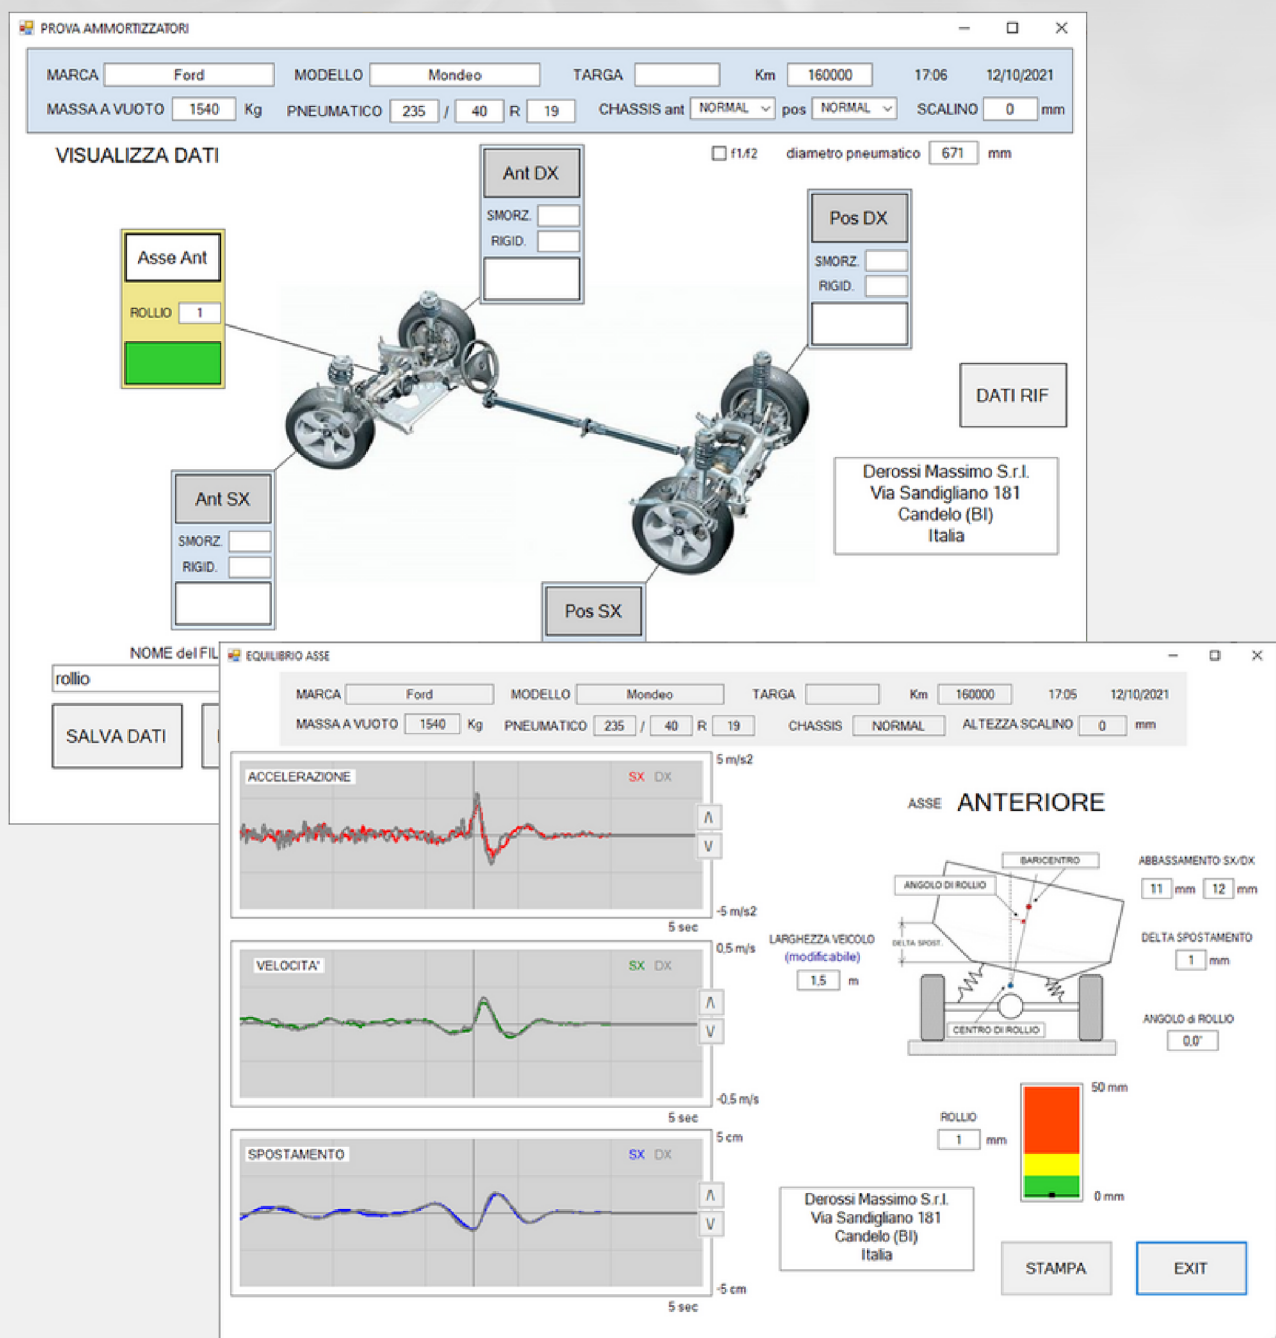 PROVA AMMORTIZZATORI
MARCA Ford MODELLO Mondeo TARGA Km 160000 17:06 12/10/2021
MASSA A VUOTO 1540 Kg PNEUMATICO 235 / 40 R 19 CHASSIS ant NORMAL pos NORMAL SCALINO 0 mm
VISUALIZZA DATI
f1/f2 diametro pneumatico 671 mm
Ant DX
SMORZ.
RIGID.
Pos DX
SMORZ.
RIGID.
Asse Ant
ROLLIO 1
DATI RIF
Derossi Massimo S.r.l.
Via Sandigliano 181
Candelo (BI)
Italia
Ant SX
SMORZ.
RIGID.
Pos SX
NOME del FIL
rollio
SALVA DATI
EQUILIBRIO ASSE
MARCA Ford MODELLO Mondeo TARGA Km 160000 17:05 12/10/2021
MASSA A VUOTO 1540 Kg PNEUMATICO 235 / 40 R 19 CHASSIS NORMAL ALTEZZA SCALINO 0 mm
ACCELERAZIONE SX DX
5 m/s2
-5 m/s2
5 sec
VELOCITA' SX DX
0,5 m/s
-0,5 m/s
5 sec
SPOSTAMENTO SX DX
5 cm
-5 cm
5 sec
ASSE ANTERIORE
BARICENTRO
ANGOLO DI ROLLIO
DELTA SPOST.
CENTRO DI ROLLIO
ABBASSAMENTO SX/DX
11 mm 12 mm
DELTA SPOSTAMENTO
1 mm
ANGOLO di ROLLIO
0,0°
LARGHEZZA VEICOLO
(modificabile)
1,5 m
ROLLIO
1 mm
50 mm
0 mm
Derossi Massimo S.r.l.
Via Sandigliano 181
Candelo (BI)
Italia
STAMPA
EXIT